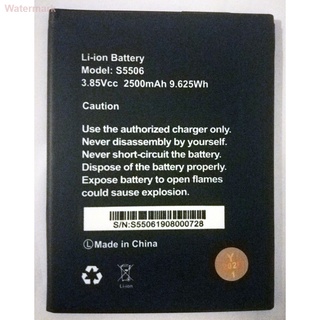 Watermark
Li-ion Battery
Model: S5506
3.85Vcc 2500mAh 9.625Wh
Caution
Use the authorized charger only.
Never disassembly by yourself.
Never short-circuit the battery.
Dispose of the battery properly.
Expose battery to open flames
could sause explosion.
S/N:S55061908000728
Ⓛ Made in China
Li-ion